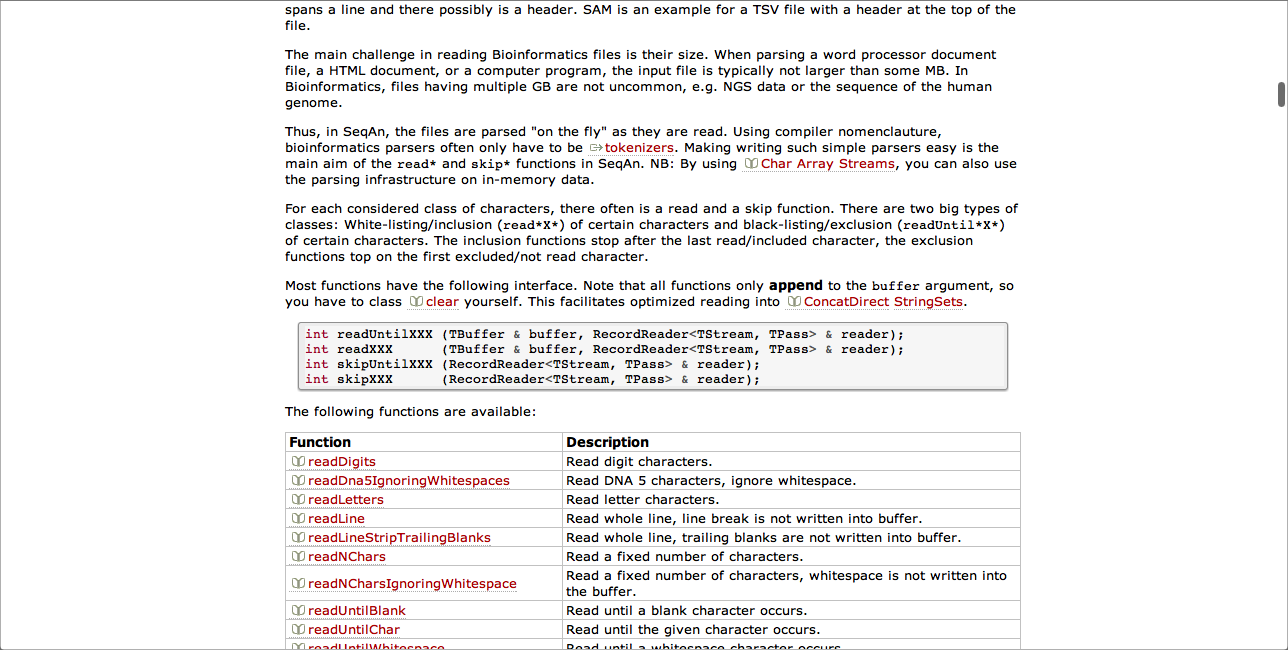 spans a line and there possibly is a header. SAM is an example for a TSV file with a header at the top of the
file.
The main challenge in reading Bioinformatics files is their size. When parsing a word processor document
file, a HTML document, or a computer program, the input file is typically not larger than some MB. In
Bioinformatics, files having multiple GB are not uncommon, e.g. NGS data or the sequence of the human
genome.
Thus, in SeqAn, the files are parsed "on the fly" as they are read. Using compiler nomenclauture,
bioinformatics parsers often only have to be tokenizers. Making writing such simple parsers easy is the
main aim of the read* and skip* functions in SeqAn. NB: By using Char Array Streams, you can also use
the parsing infrastructure on in-memory data.
For each considered class of characters, there often is a read and a skip function. There are two big types of
classes: White-listing/inclusion (read*X*) of certain characters and black-listing/exclusion (readUntil*X*)
of certain characters. The inclusion functions stop after the last read/included character, the exclusion
functions top on the first excluded/not read character.
Most functions have the following interface. Note that all functions only append to the buffer argument, so
you have to class clear yourself. This facilitates optimized reading into ConcatDirect StringSets.
int readUntilXXX (TBuffer & buffer, RecordReader<TStream, TPass> & reader);
int readXXX      (TBuffer & buffer, RecordReader<TStream, TPass> & reader);
int skipUntilXXX (RecordReader<TStream, TPass> & reader);
int skipXXX      (RecordReader<TStream, TPass> & reader);
The following functions are available:
Function Description
readDigits Read digit characters.
readDna5IgnoringWhitespaces Read DNA 5 characters, ignore whitespace.
readLetters Read letter characters.
readLine Read whole line, line break is not written into buffer.
readLineStripTrailingBlanks Read whole line, trailing blanks are not written into buffer.
readNChars Read a fixed number of characters.
readNCharsIgnoringWhitespace Read a fixed number of characters, whitespace is not written into
the buffer.
readUntilBlank Read until a blank character occurs.
readUntilChar Read until the given character occurs.
readUntilWhitespace Read until a whitespace character occurs.